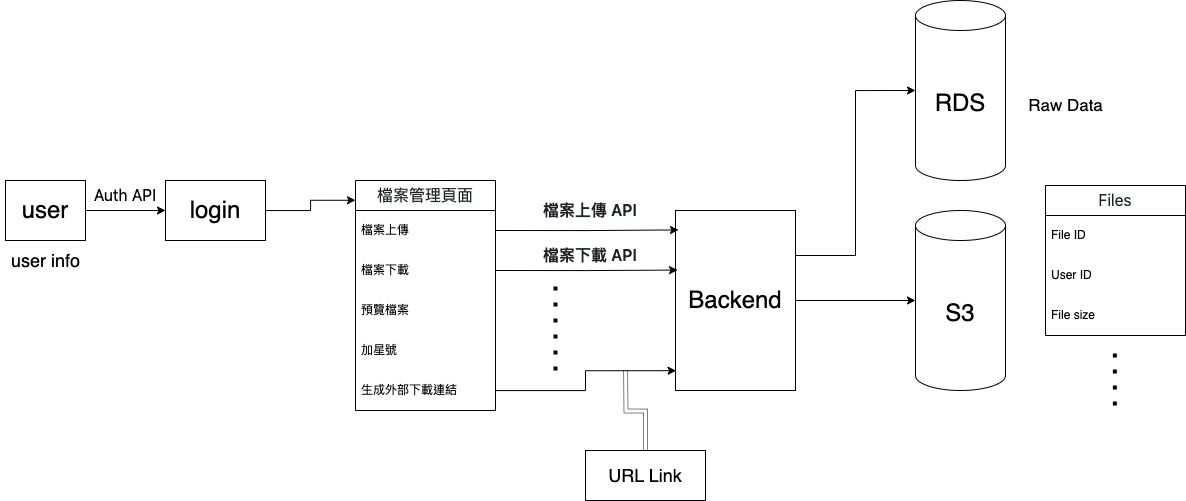 user
user info
Auth API
login
檔案管理頁面
檔案上傳
檔案下載
預覽檔案
加星號
生成外部下載連結
檔案上傳 API
檔案下載 API
URL Link
Backend
RDS
Raw Data
S3
Files
File ID
User ID
File size